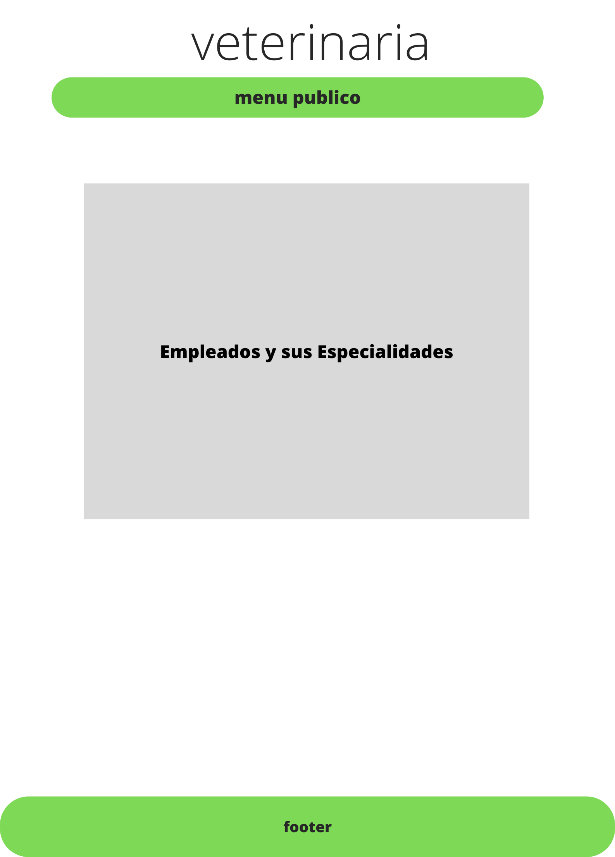 veterinaria
menu publico
Empleados y sus Especialidades
footer